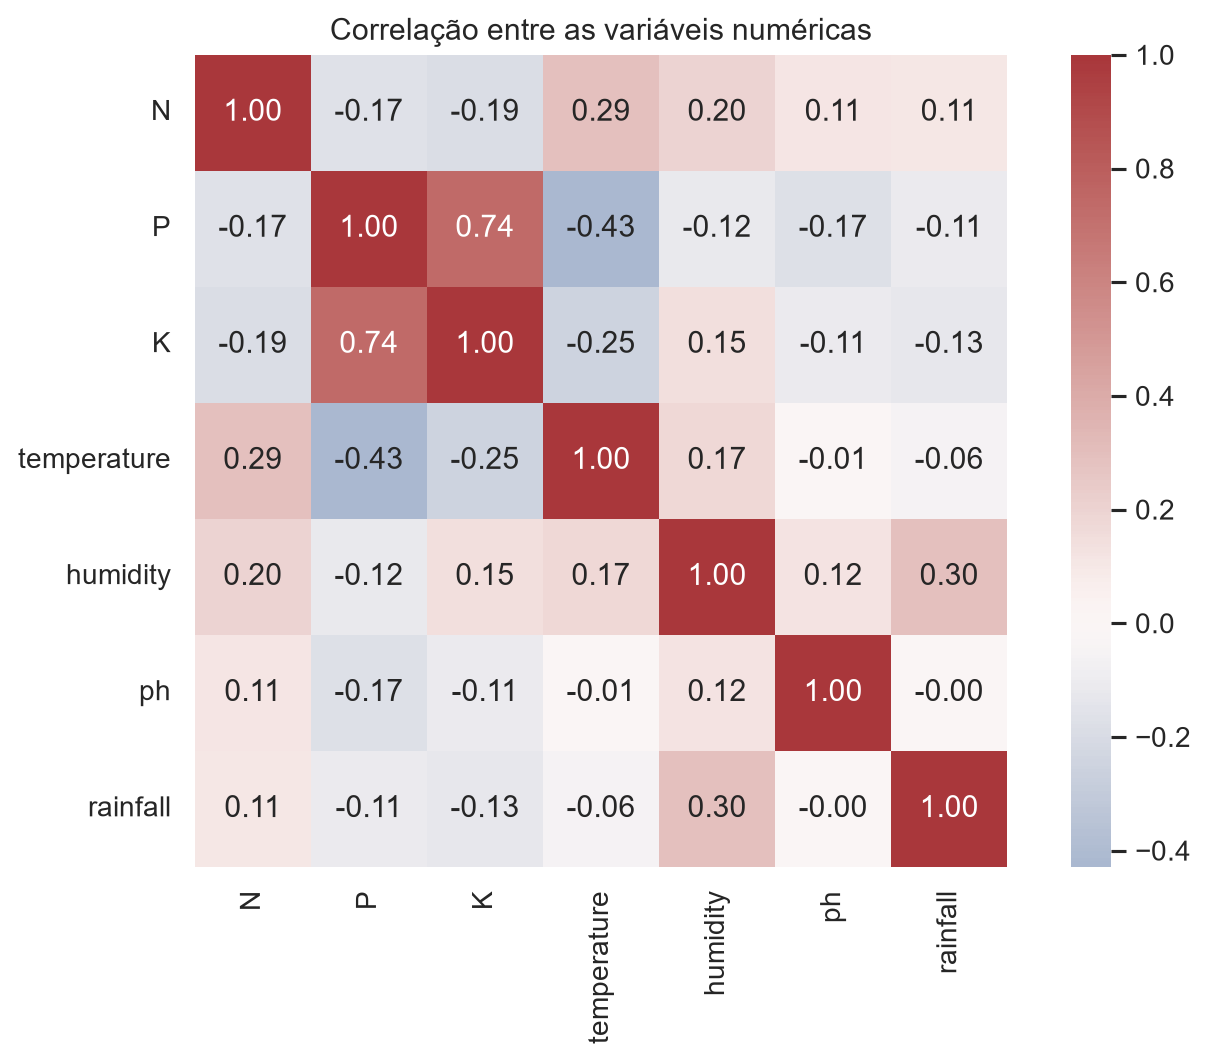 Correlação entre as variáveis numéricas
N 1.00 -0.17 -0.19 0.29 0.20 0.11 0.11
P -0.17 1.00 0.74 -0.43 -0.12 -0.17 -0.11
K -0.19 0.74 1.00 -0.25 0.15 -0.11 -0.13
temperature 0.29 -0.43 -0.25 1.00 0.17 -0.01 -0.06
humidity 0.20 -0.12 0.15 0.17 1.00 0.12 0.30
ph 0.11 -0.17 -0.11 -0.01 0.12 1.00 -0.00
rainfall 0.11 -0.11 -0.13 -0.06 0.30 -0.00 1.00
N P K temperature humidity ph rainfall
1.0
0.8
0.6
0.4
0.2
0.0
−0.2
−0.4